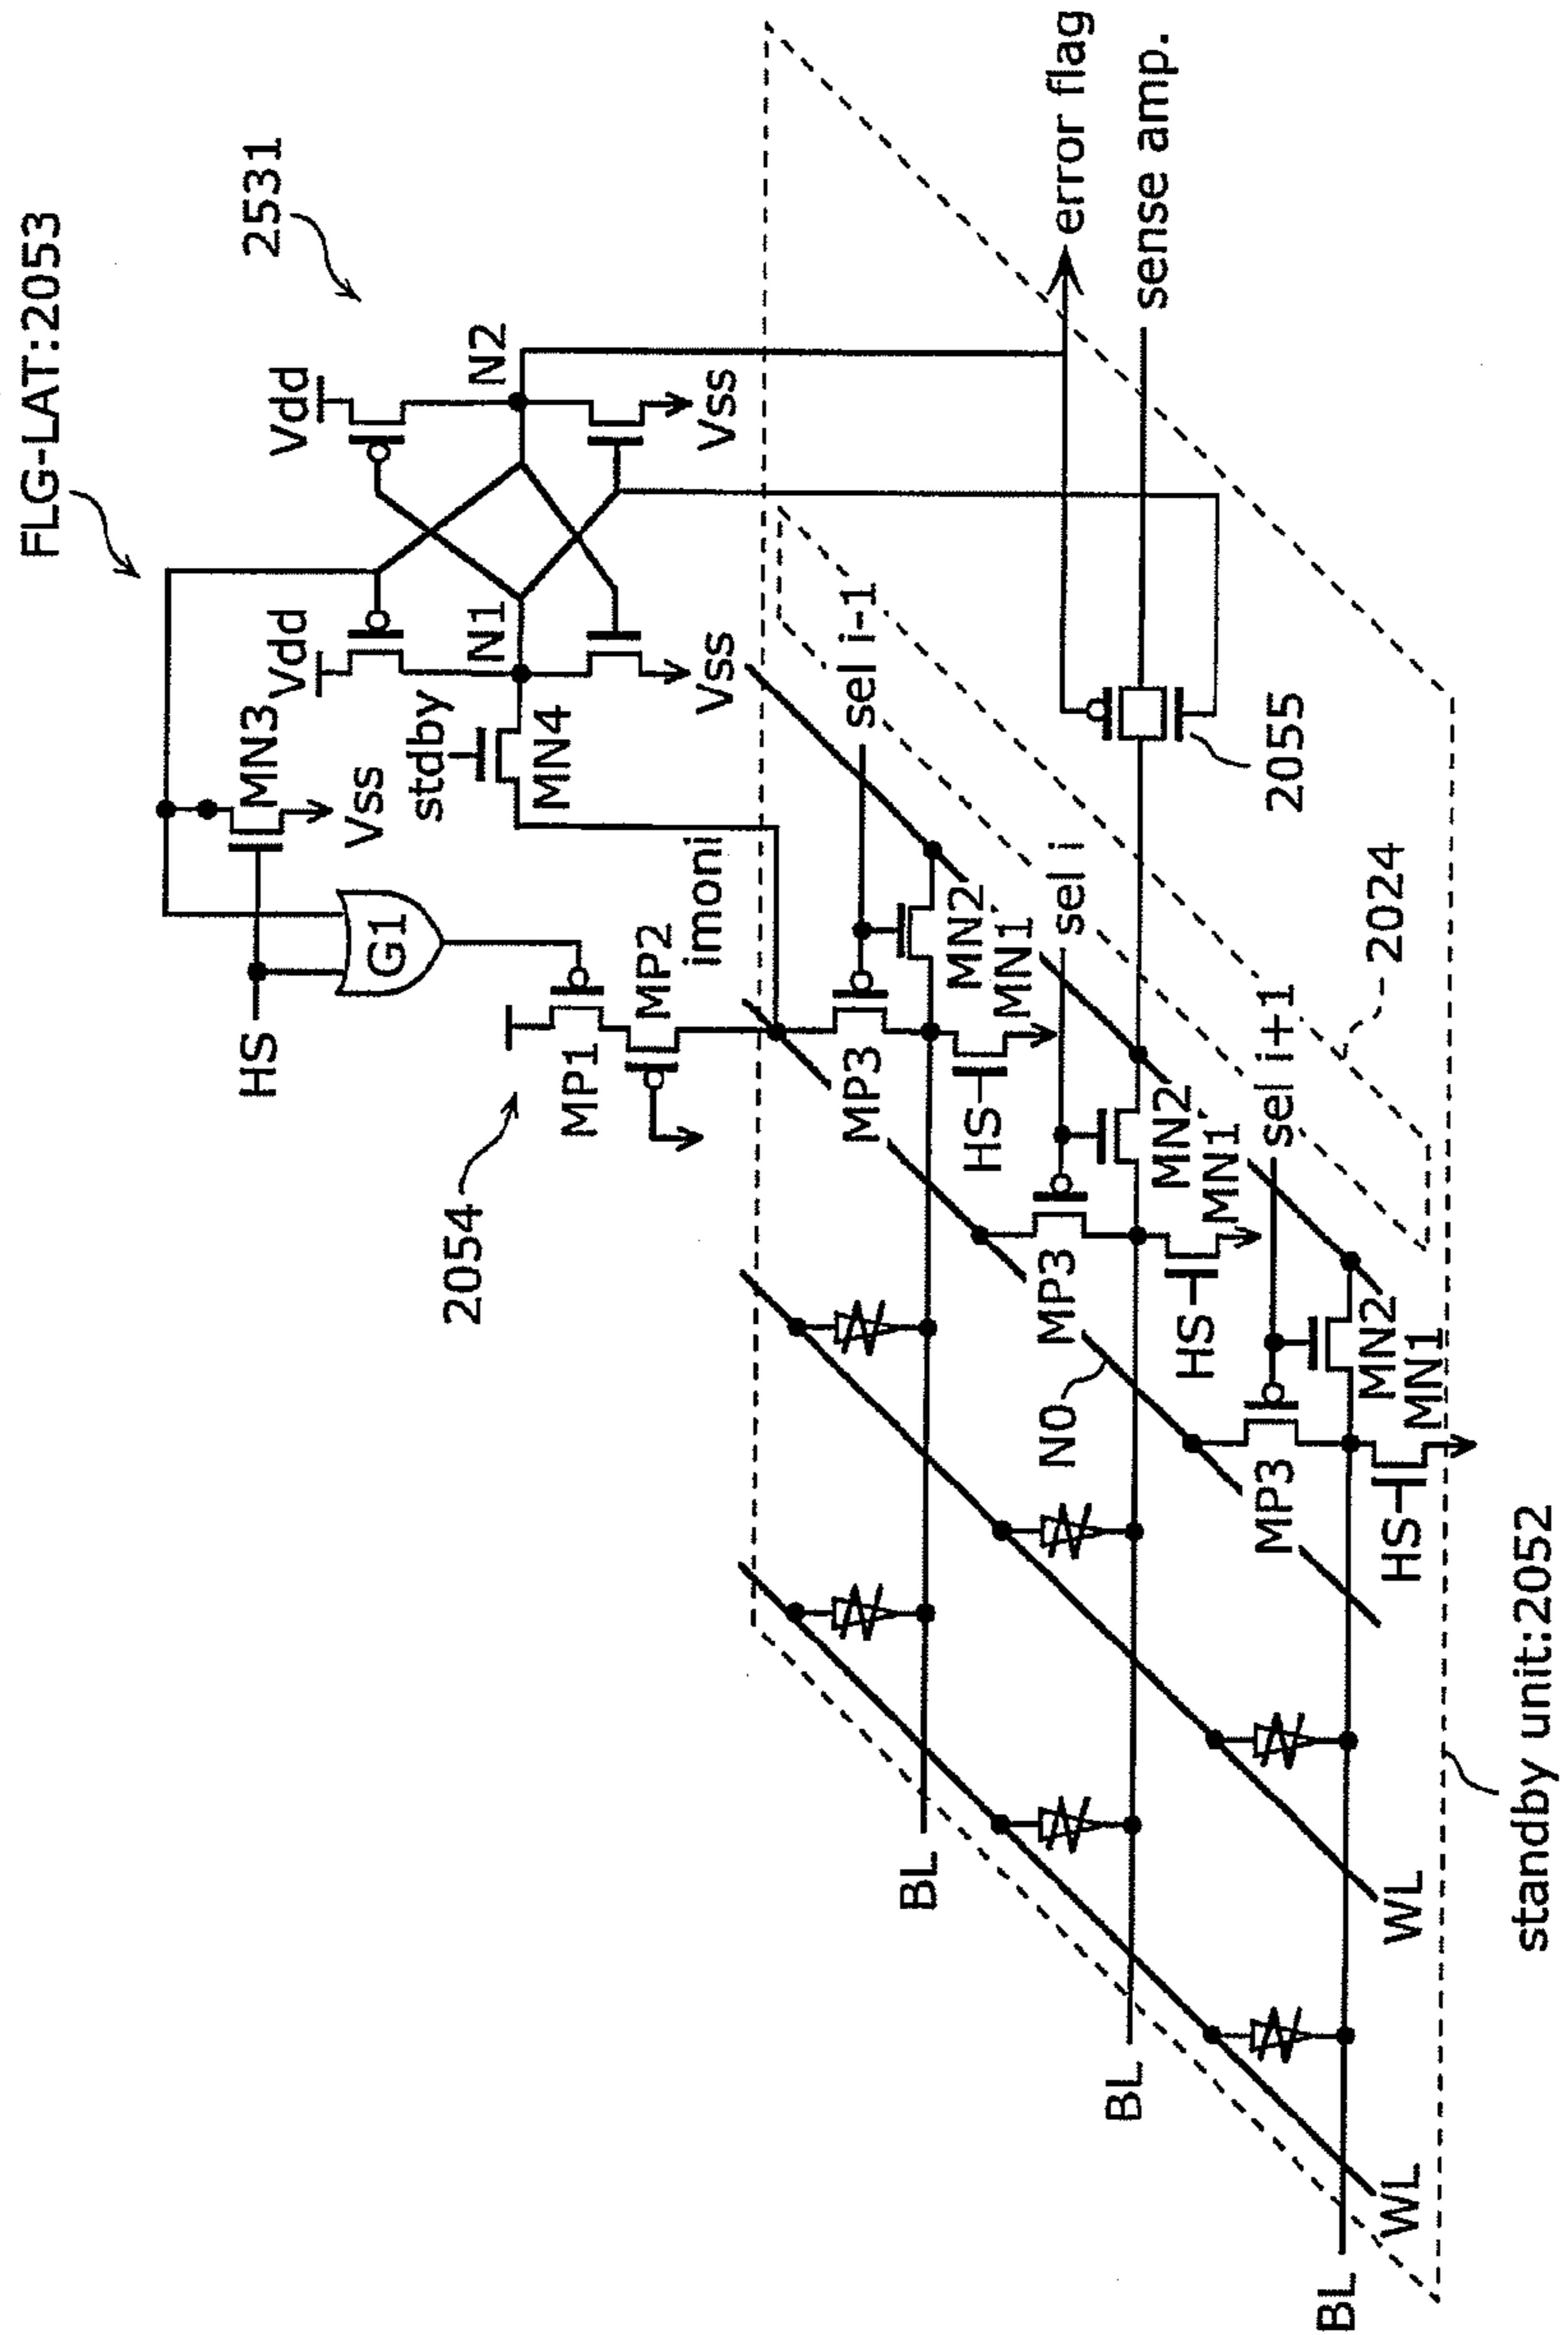 FLG-LAT:2053
2531
Vdd
N2
Vss
Vdd
N1
Vss
MN3
Vss
stdby
MN4
HS
G1
2054
MP1
MP2
imoni
error flag
sense amp.
2055
sel i-1
MP3
MN2
MN1
HS
sel i
MP3
MN2
MN1
HS
sel i+1
2024
N0
MP3
MN2
MN1
HS
BL
BL
BL
WL
WL
standby unit:2052